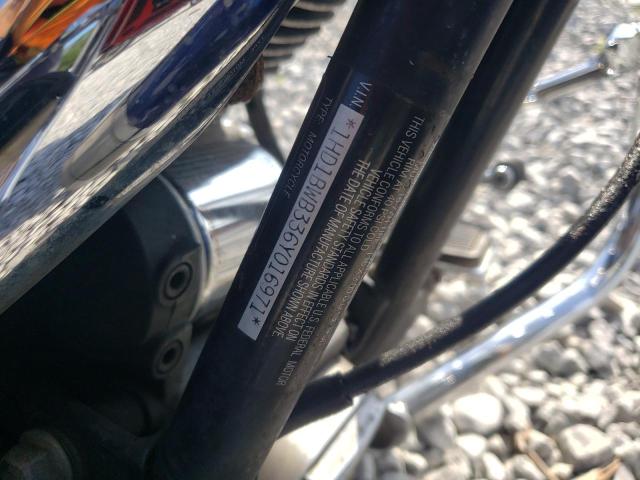 TYPE: MOTORCYCLE
V.I.N.
*1HD1BWB336Y016971*
THIS VEHICLE CONFORMS TO ALL APPLICABLE U.S. FEDERAL MOTOR
VEHICLE SAFETY STANDARDS IN EFFECT ON
THE DATE OF MANUFACTURE SHOWN ABOVE.